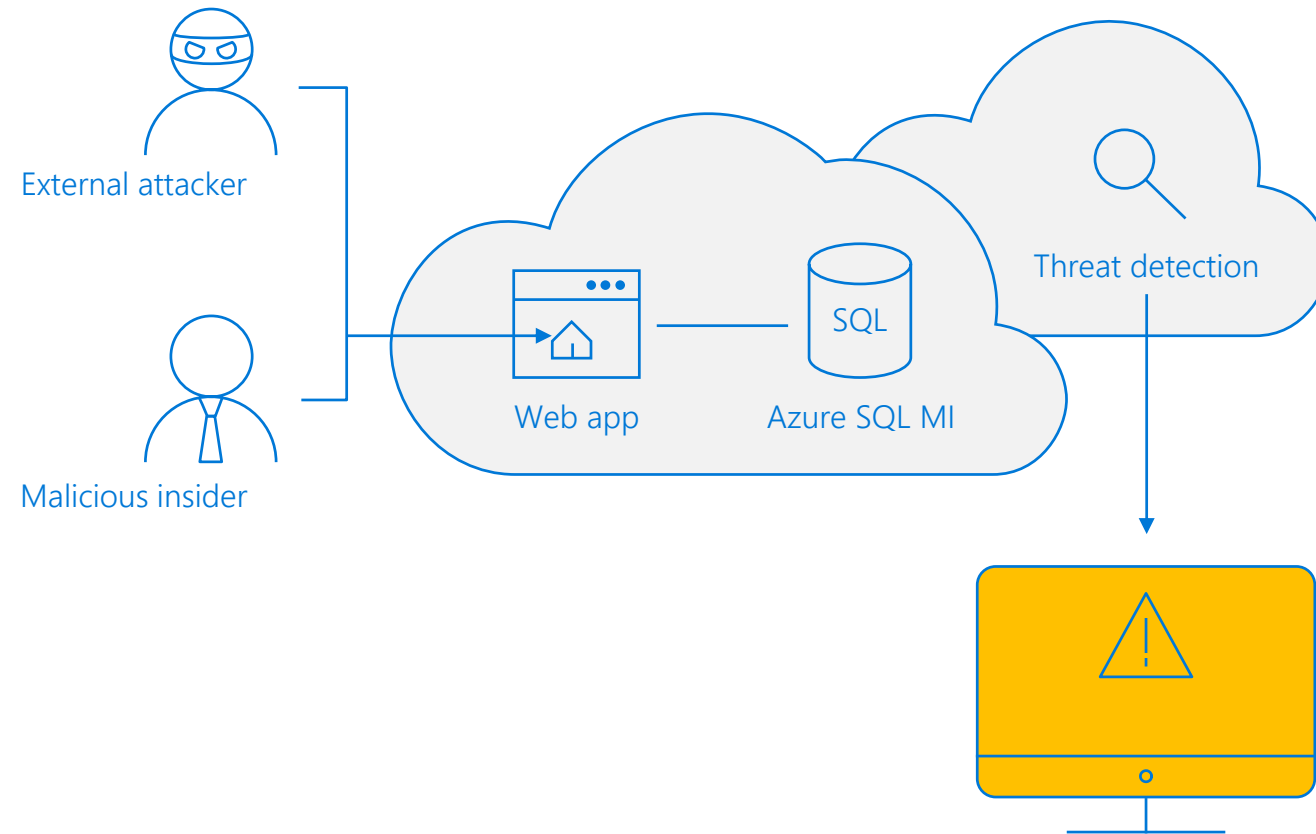 External attacker
Threat detection
SQL
Web app
Azure SQL MI
Malicious insider